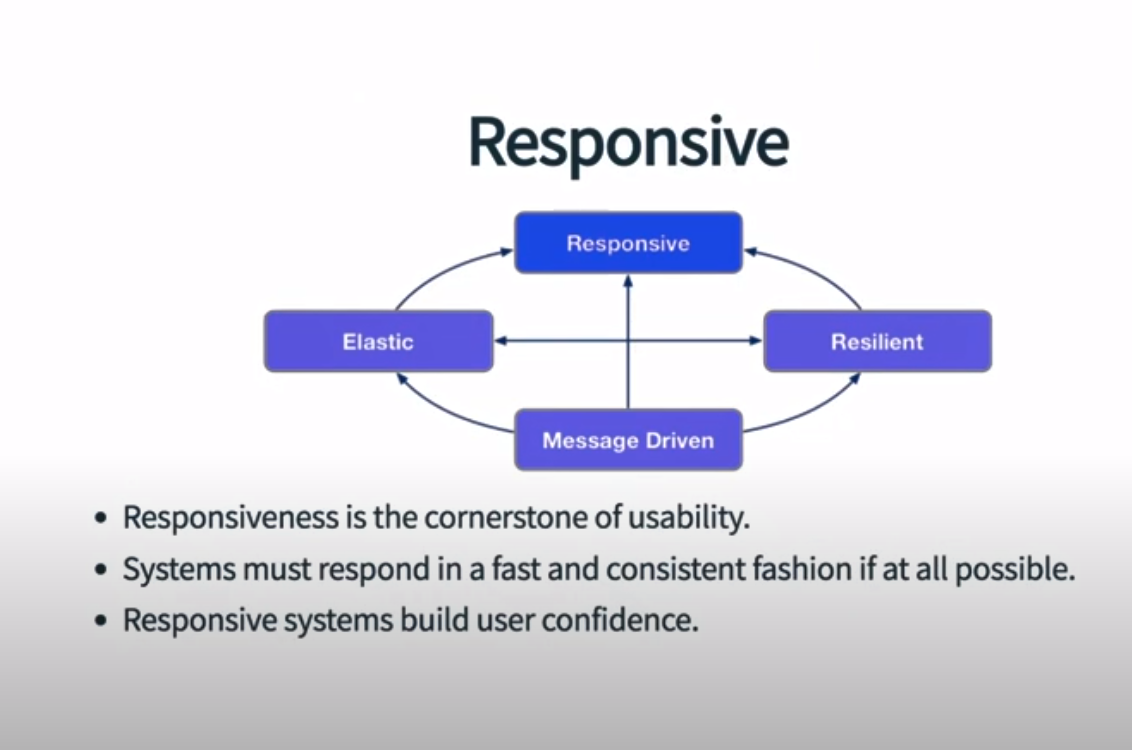 Responsive
Responsive
Elastic
Resilient
Message Driven
• Responsiveness is the cornerstone of usability.
• Systems must respond in a fast and consistent fashion if at all possible.
• Responsive systems build user confidence.